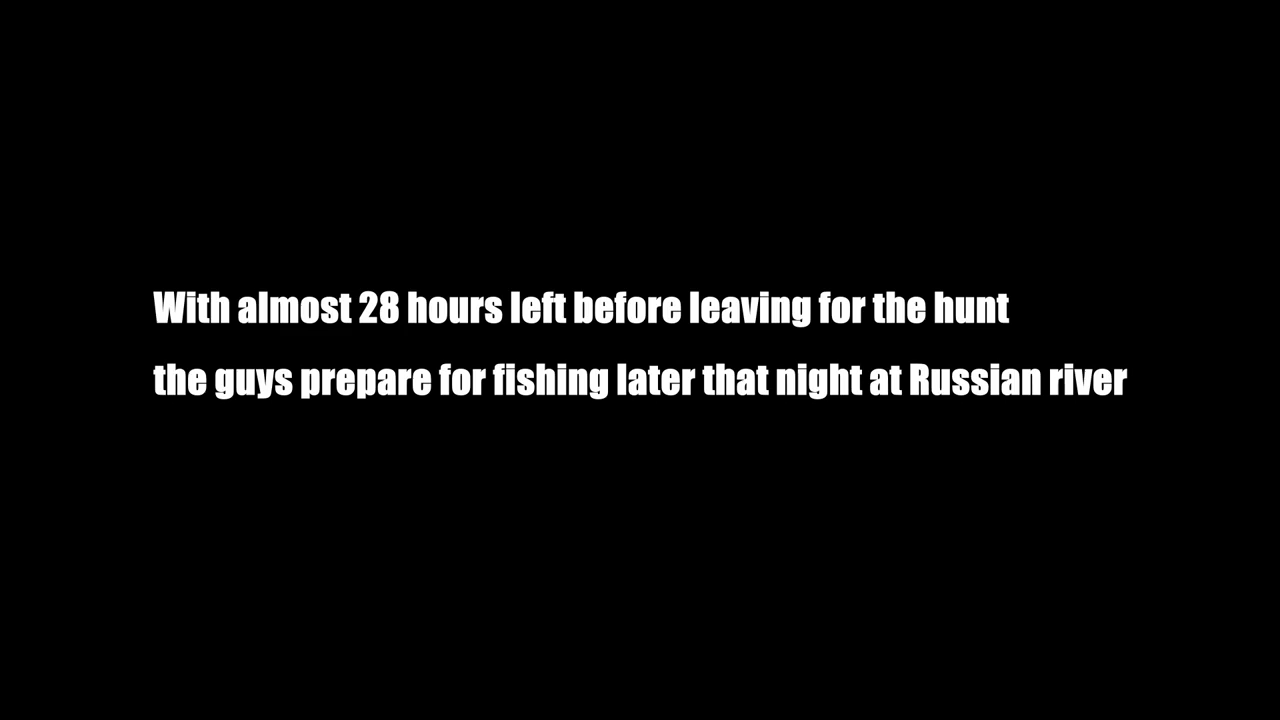 With almost 28 hours left before leaving for the hunt
the guys prepare for fishing later that night at Russian river